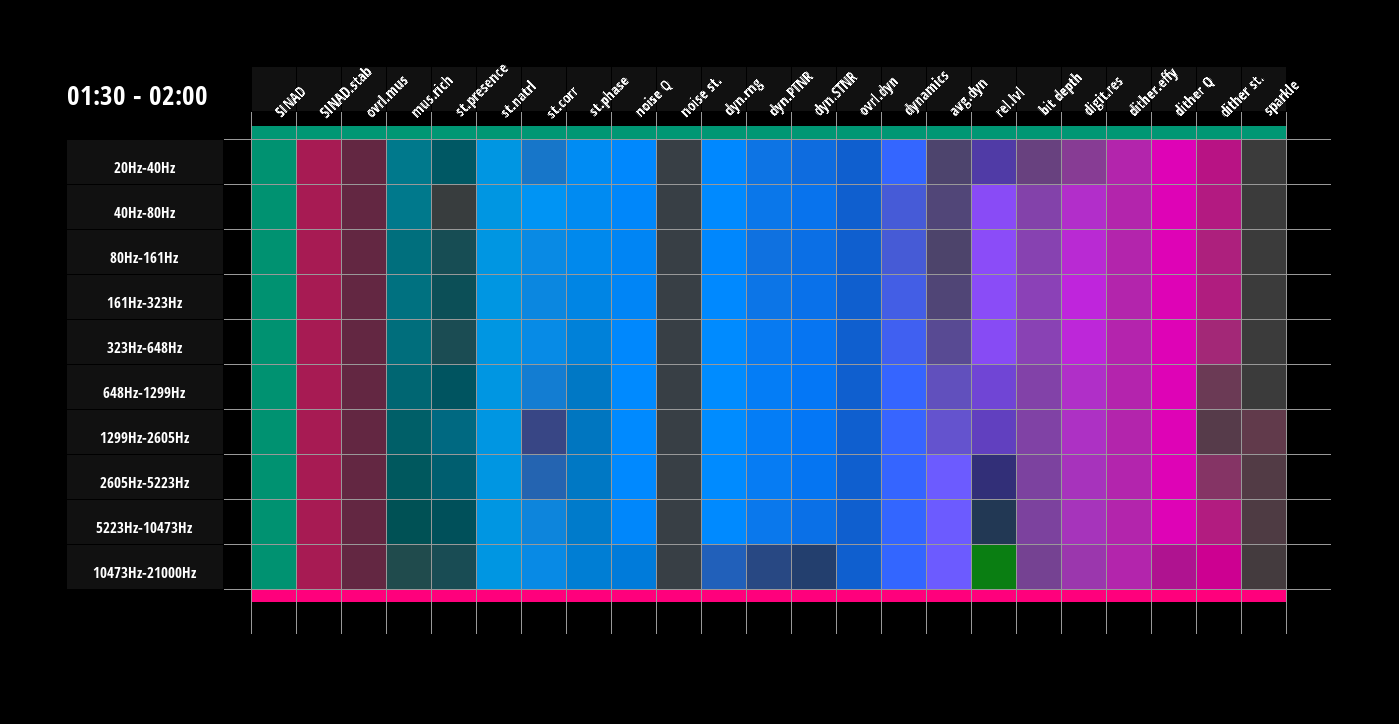 01:30 - 02:00
SINAD
SINAD.stab
ovrl.mus
mus.rich
st.presence
st.natrl
st.corr
st.phase
noise Q
noise st.
dyn.rng
dyn.PTNR
dyn.STNR
ovrl.dyn
dynamics
avg.dyn
rel.lvl
bit depth
digit.res
dither.effy
dither Q
dither st.
sparkle
20Hz-40Hz
40Hz-80Hz
80Hz-161Hz
161Hz-323Hz
323Hz-648Hz
648Hz-1299Hz
1299Hz-2605Hz
2605Hz-5223Hz
5223Hz-10473Hz
10473Hz-21000Hz